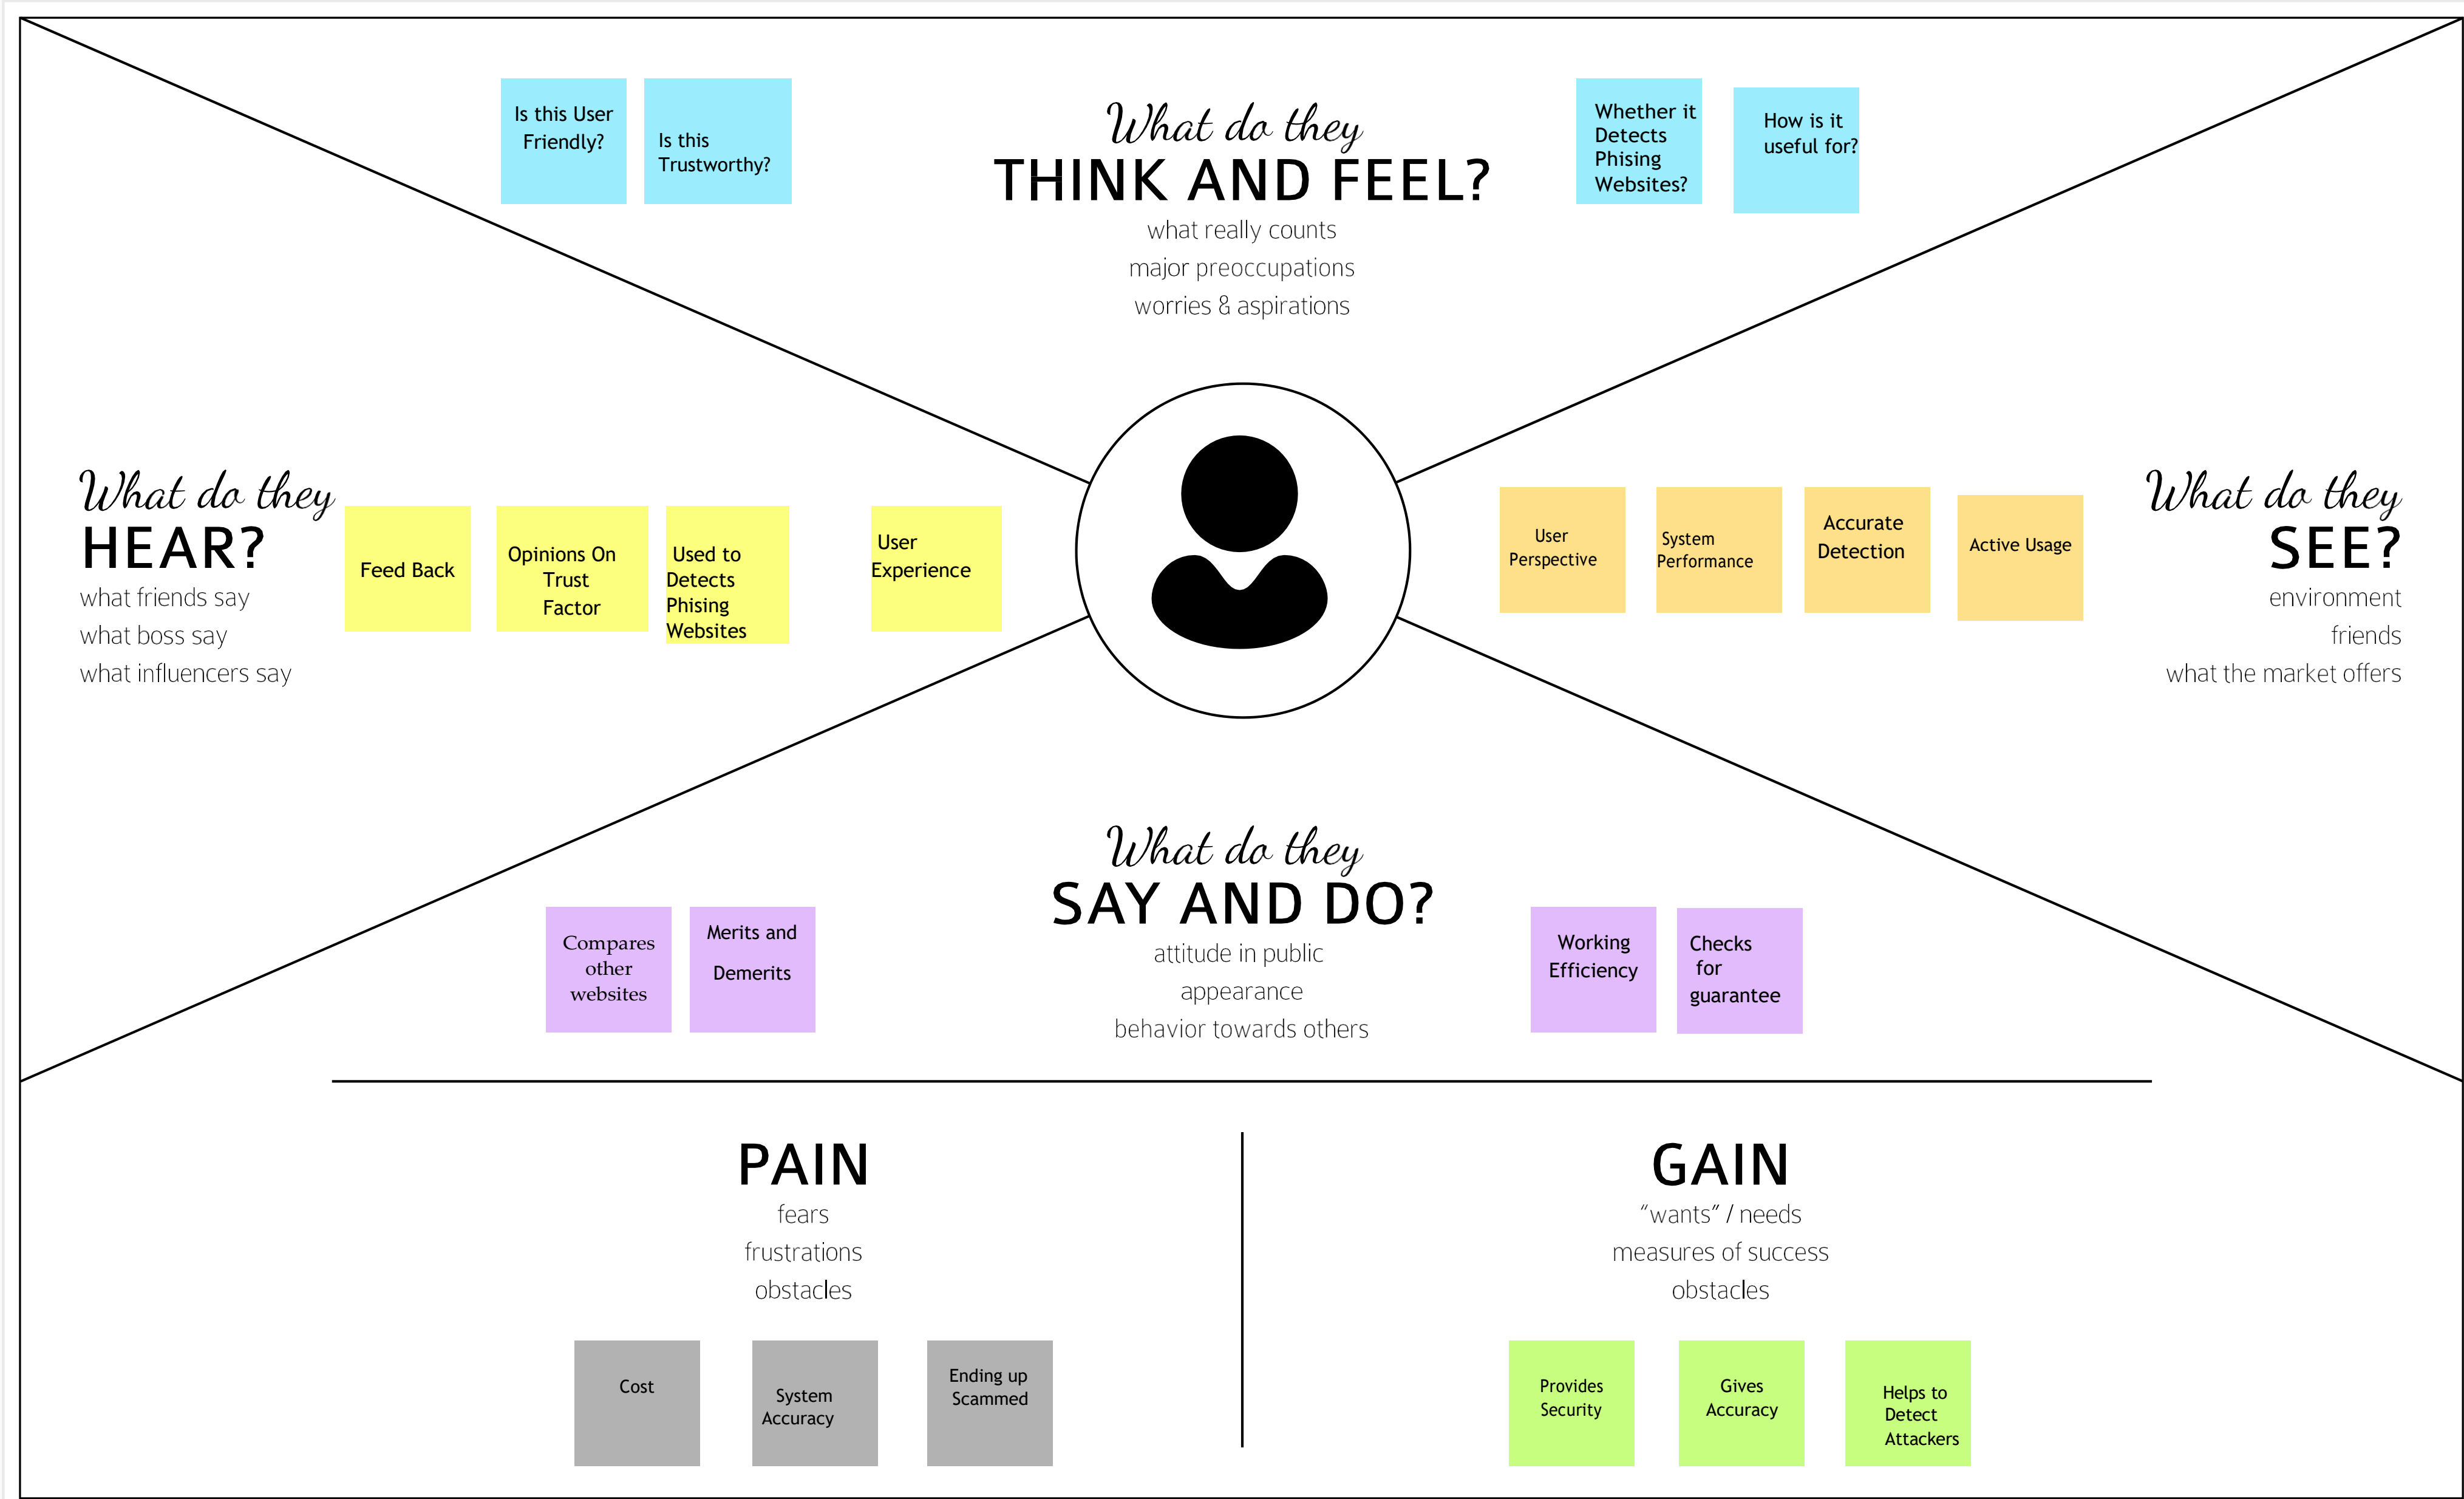 Is this User
Friendly?
Is this
Trustworthy?
What do they
THINK AND FEEL?
what really counts
major preoccupations
worries & aspirations
Whether it
Detects
Phising
Websites?
How is it
useful for?
What do they
HEAR?
what friends say
what boss say
what influencers say
Feed Back
Opinions On
Trust
Factor
Used to
Detects
Phising
Websites
User
Experience
User
Perspective
System
Performance
Accurate
Detection
Active Usage
What do they
SEE?
environment
friends
what the market offers
What do they
SAY AND DO?
attitude in public
appearance
behavior towards others
Compares
other
websites
Merits and
Demerits
Working
Efficiency
Checks
for
guarantee
PAIN
fears
frustrations
obstacles
Cost
System
Accuracy
Ending up
Scammed
GAIN
“wants” / needs
measures of success
obstacles
Provides
Security
Gives
Accuracy
Helps to
Detect
Attackers